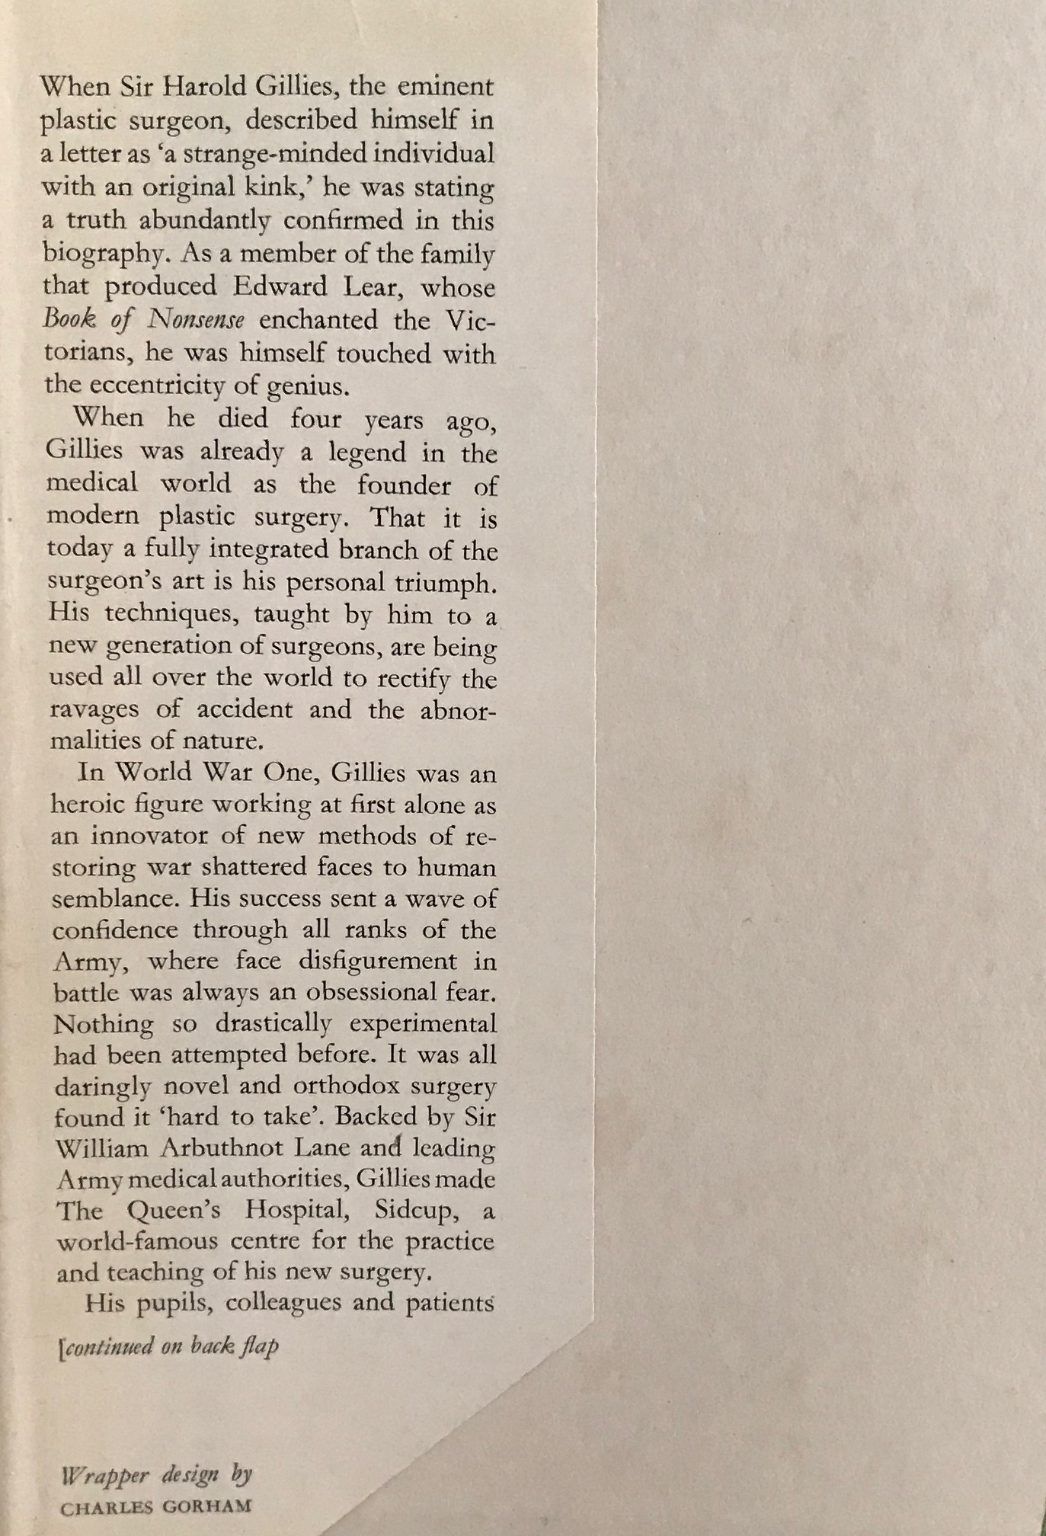 When Sir Harold Gillies, the eminent
plastic surgeon, described himself in
a letter as ‘a strange-minded individual
with an original kink,’ he was stating
a truth abundantly confirmed in this
biography. As a member of the family
that produced Edward Lear, whose
Book of Nonsense enchanted the Vic-
torians, he was himself touched with
the eccentricity of genius.
When he died four years ago,
Gillies was already a legend in the
medical world as the founder of
modern plastic surgery. That it is
today a fully integrated branch of the
surgeon’s art is his personal triumph.
His techniques, taught by him to a
new generation of surgeons, are being
used all over the world to rectify the
ravages of accident and the abnor-
malities of nature.
In World War One, Gillies was an
heroic figure working at first alone as
an innovator of new methods of re-
storing war shattered faces to human
semblance. His success sent a wave of
confidence through all ranks of the
Army, where face disfigurement in
battle was always an obsessional fear.
Nothing so drastically experimental
had been attempted before. It was all
daringly novel and orthodox surgery
found it ‘hard to take’. Backed by Sir
William Arbuthnot Lane and leading
Army medical authorities, Gillies made
The Queen’s Hospital, Sidcup, a
world-famous centre for the practice
and teaching of his new surgery.
His pupils, colleagues and patients
[continued on back flap
Wrapper design by
CHARLES GORHAM